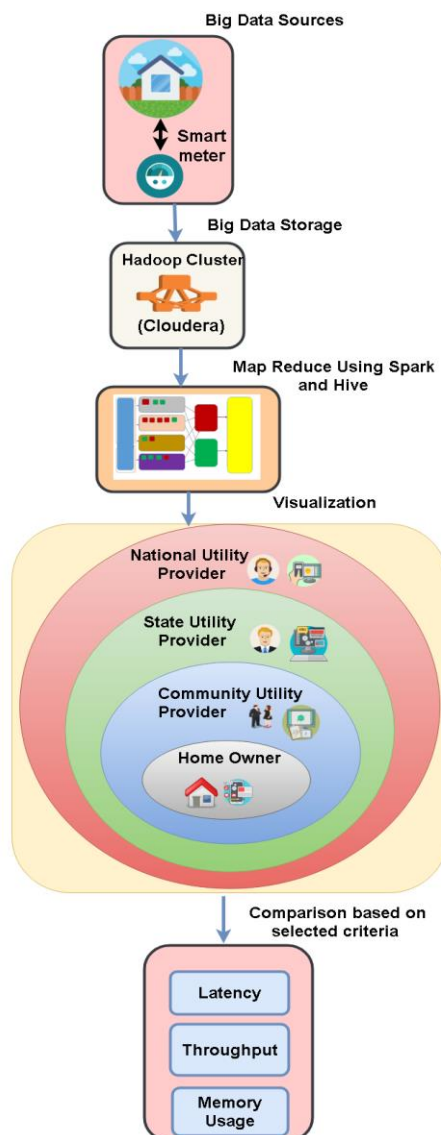 Big Data Sources
Smart
meter
Big Data Storage
Hadoop Cluster
(Cloudera)
Map Reduce Using Spark
and Hive
Visualization
National Utility
Provider
State Utility
Provider
Community Utility
Provider
Home Owner
Comparison based on
selected criteria
Latency
Throughput
Memory
Usage